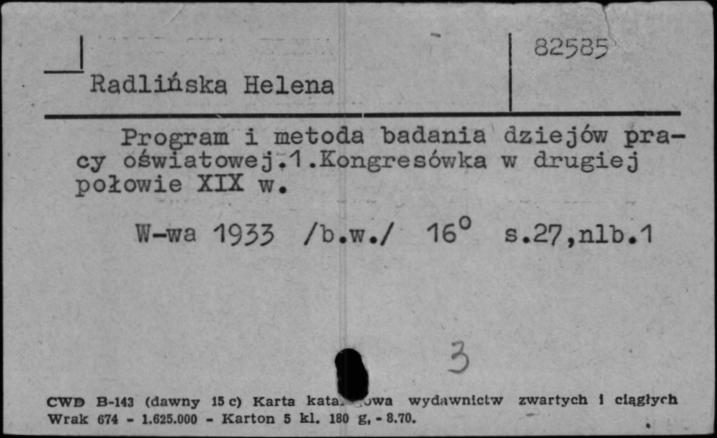 82585
Radlińska Helena
Program i metoda badania dziejów pra-
cy oświatowej.1.Kongresówka w drugiej
połowie XIX w.
W-wa 1933 /b.w./ 16° s.27,nlb.1
3
CWD B-143 (dawny 15 c) Karta wydawnictw zwartych i ciągłych
Wrak 674 - 1.625.000 - Karton 5 kl. 180 g, - 8.70.